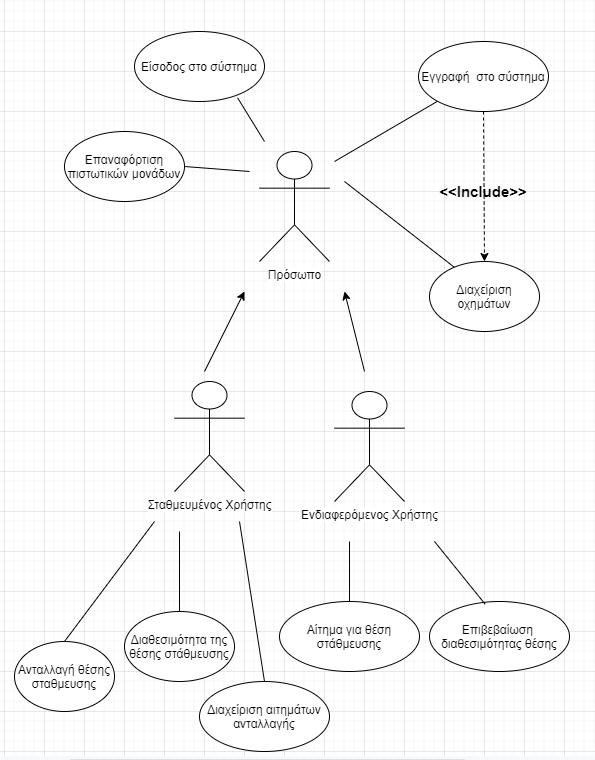 Είσοδος στο σύστημα
Εγγραφή στο σύστημα
Επαναφόρτιση
πιστωτικών μονάδων
<<Include>>
Πρόσωπο
Διαχείριση
οχημάτων
Σταθμευμένος Χρήστης
Ενδιαφερόμενος Χρήστης
Ανταλλαγή θέσης
σταθμευσης
Διαθεσιμότητα της
θέσης στάθμευσης
Διαχείριση αιτημάτων
ανταλλαγής
Αίτημα για θέση
στάθμευσης
Επιβεβαίωση
διαθεσιμότητας θέσης